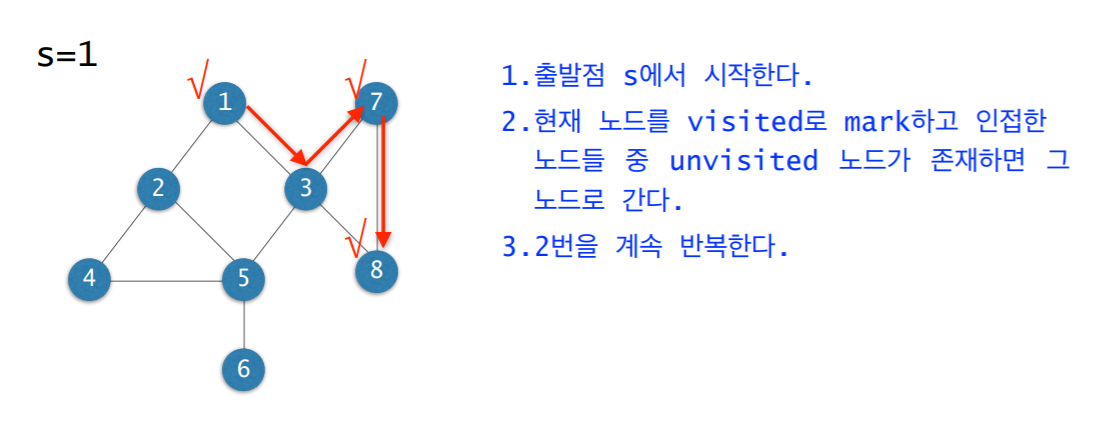 s=1
√
1
√
7
2
3
4
5
√
8
6
1.출발점 s에서 시작한다.
2.현재 노드를 visited로 mark하고 인접한
노드들 중 unvisited 노드가 존재하면 그
노드로 간다.
3.2번을 계속 반복한다.